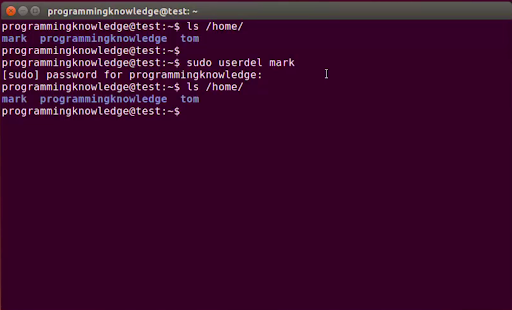 programmingknowledge@test: ~
programmingknowledge@test:~$ ls /home/
mark  programmingknowledge  tom
programmingknowledge@test:~$
programmingknowledge@test:~$ sudo userdel mark
[sudo] password for programmingknowledge:
programmingknowledge@test:~$ ls /home/
mark  programmingknowledge  tom
programmingknowledge@test:~$